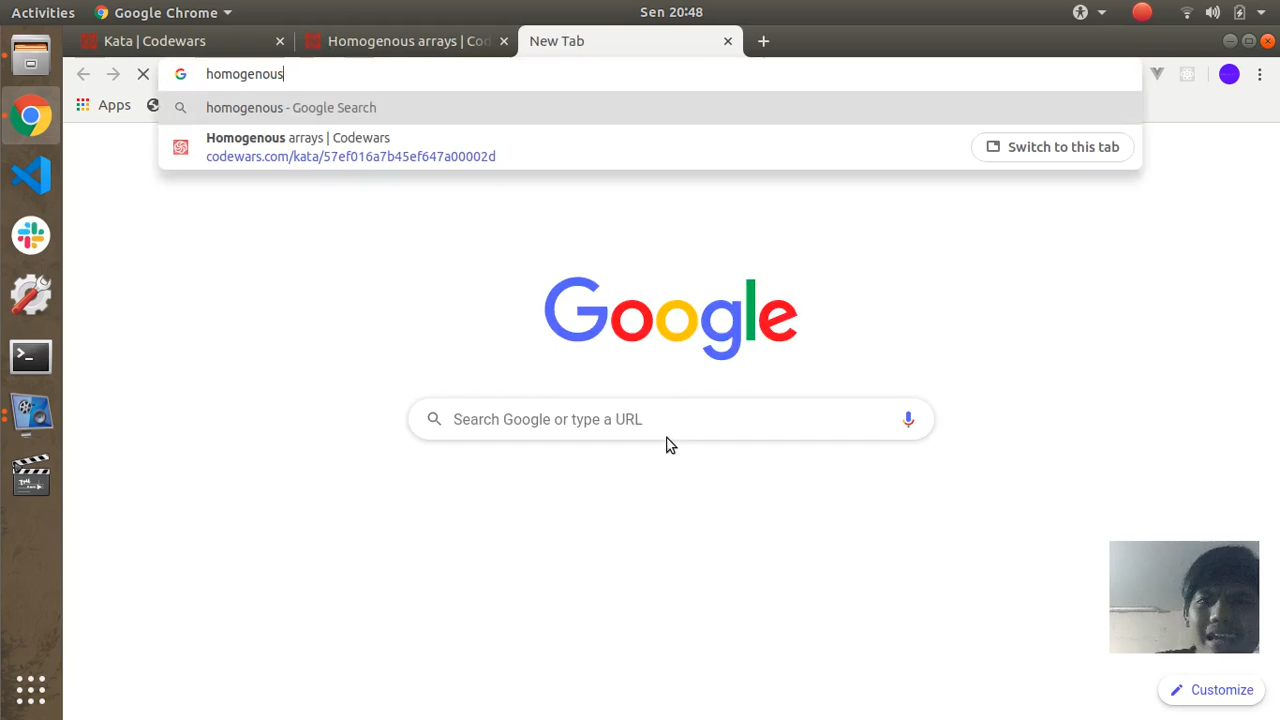 Activities Google Chrome Sen 20:48
Kata | Codewars Homogenous arrays | Cod New Tab
homogenous
Apps homogenous - Google Search
Homogenous arrays | Codewars
codewars.com/kata/57ef016a7b45ef647a00002d Switch to this tab
Google
Search Google or type a URL
Customize